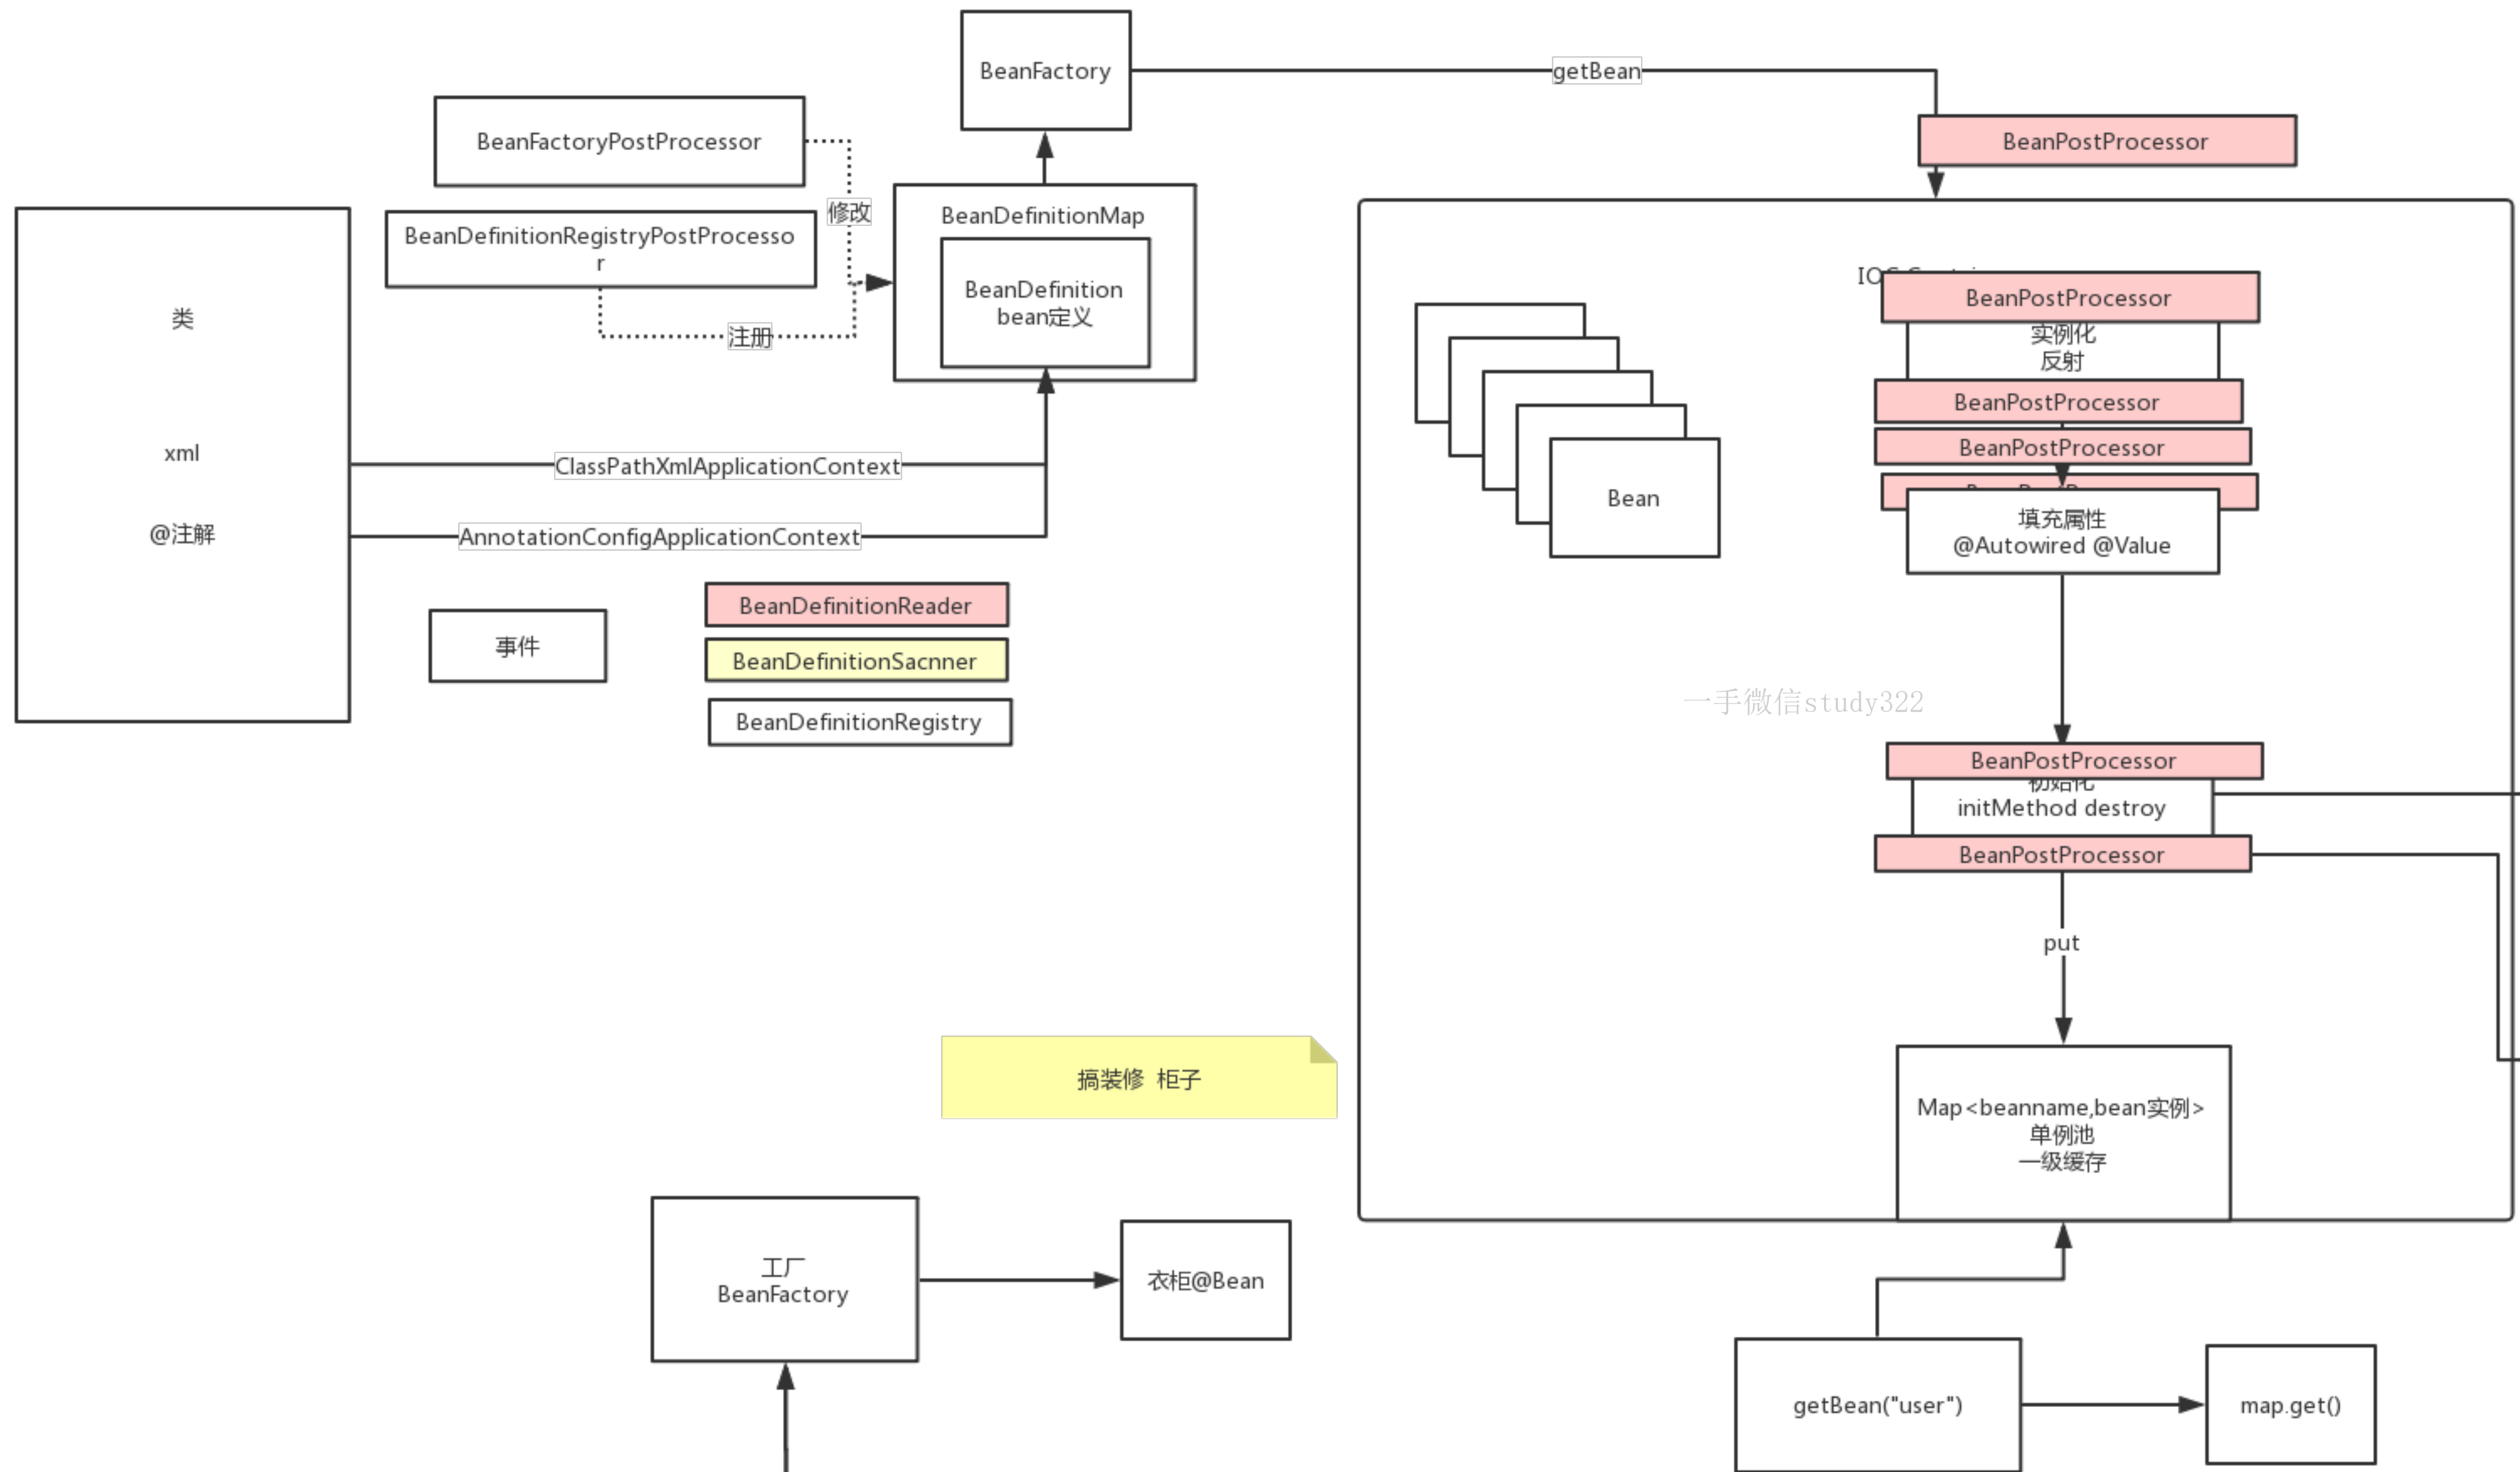 BeanFactory
getBean
BeanFactoryPostProcessor
BeanPostProcessor
修改
BeanDefinitionRegistryPostProcesso
r
BeanDefinitionMap
BeanDefinition
bean定义
注册
类
xml
@注解
ClassPathXmlApplicationContext
AnnotationConfigApplicationContext
事件
BeanDefinitionReader
BeanDefinitionSacnner
BeanDefinitionRegistry
BeanPostProcessor
实例化
反射
BeanPostProcessor
BeanPostProcessor
Bean
填充属性
@Autowired @Value
一手微信study322
BeanPostProcessor
初始化
initMethod destroy
BeanPostProcessor
put
搞装修 柜子
Map<beanname,bean实例>
单例池
一级缓存
工厂
BeanFactory
衣柜@Bean
getBean("user")
map.get()